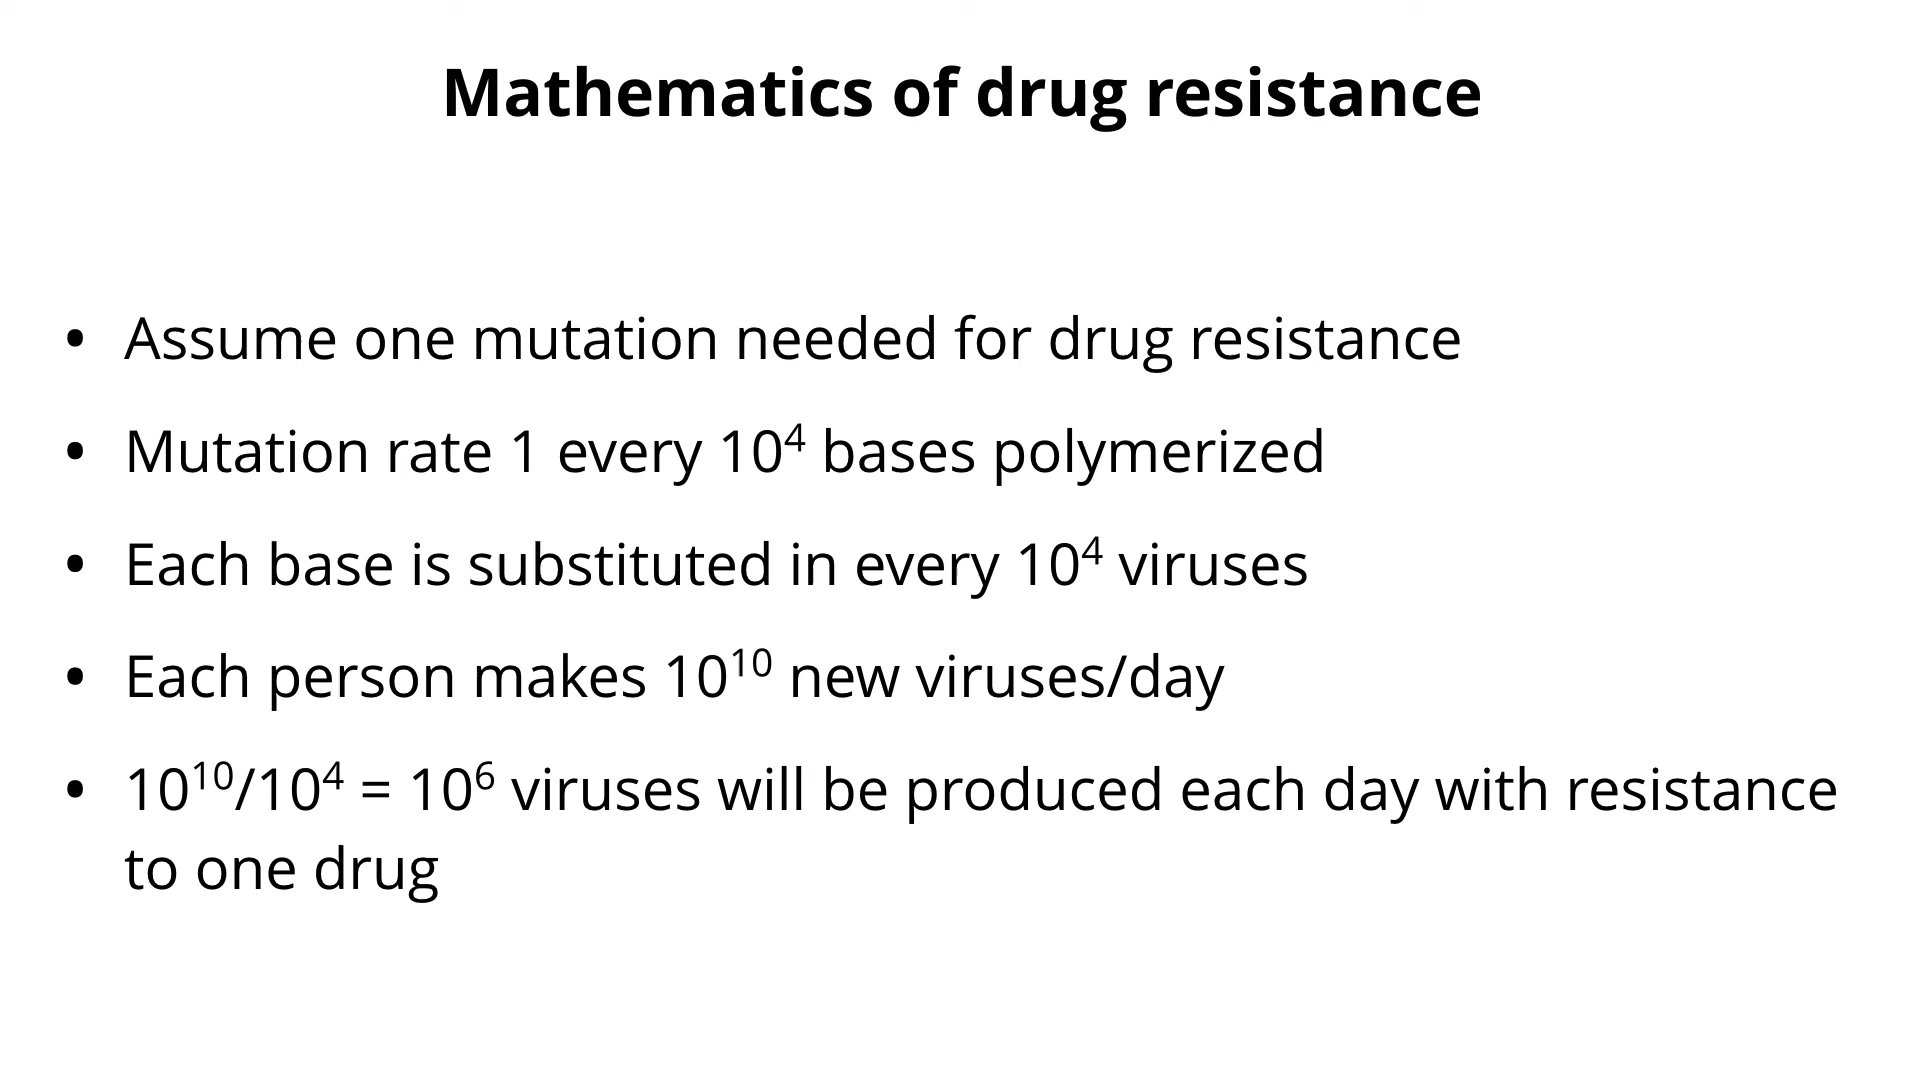 Mathematics of drug resistance
• Assume one mutation needed for drug resistance
• Mutation rate 1 every 10⁴ bases polymerized
• Each base is substituted in every 10⁴ viruses
• Each person makes 10¹⁰ new viruses/day
• 10¹⁰/10⁴ = 10⁶ viruses will be produced each day with resistance
to one drug